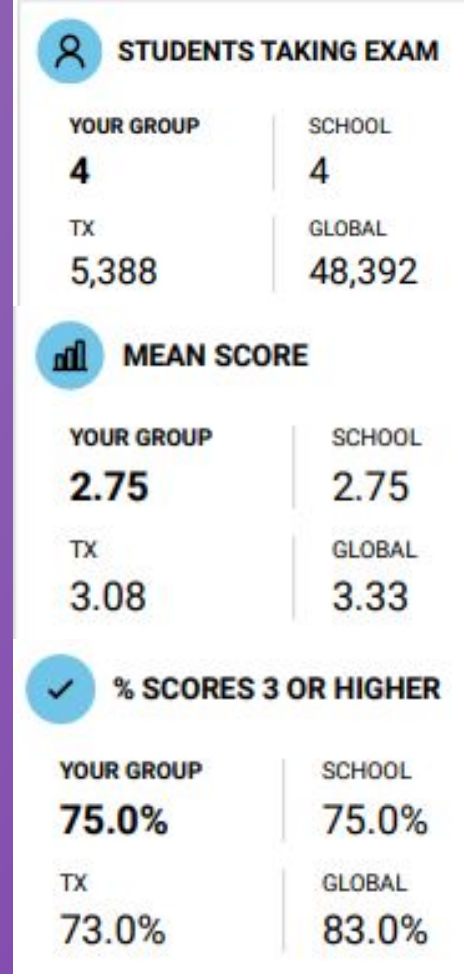 STUDENTS TAKING EXAM
YOUR GROUP SCHOOL
4 4
TX GLOBAL
5,388 48,392
MEAN SCORE
YOUR GROUP SCHOOL
2.75 2.75
TX GLOBAL
3.08 3.33
% SCORES 3 OR HIGHER
YOUR GROUP SCHOOL
75.0% 75.0%
TX GLOBAL
73.0% 83.0%